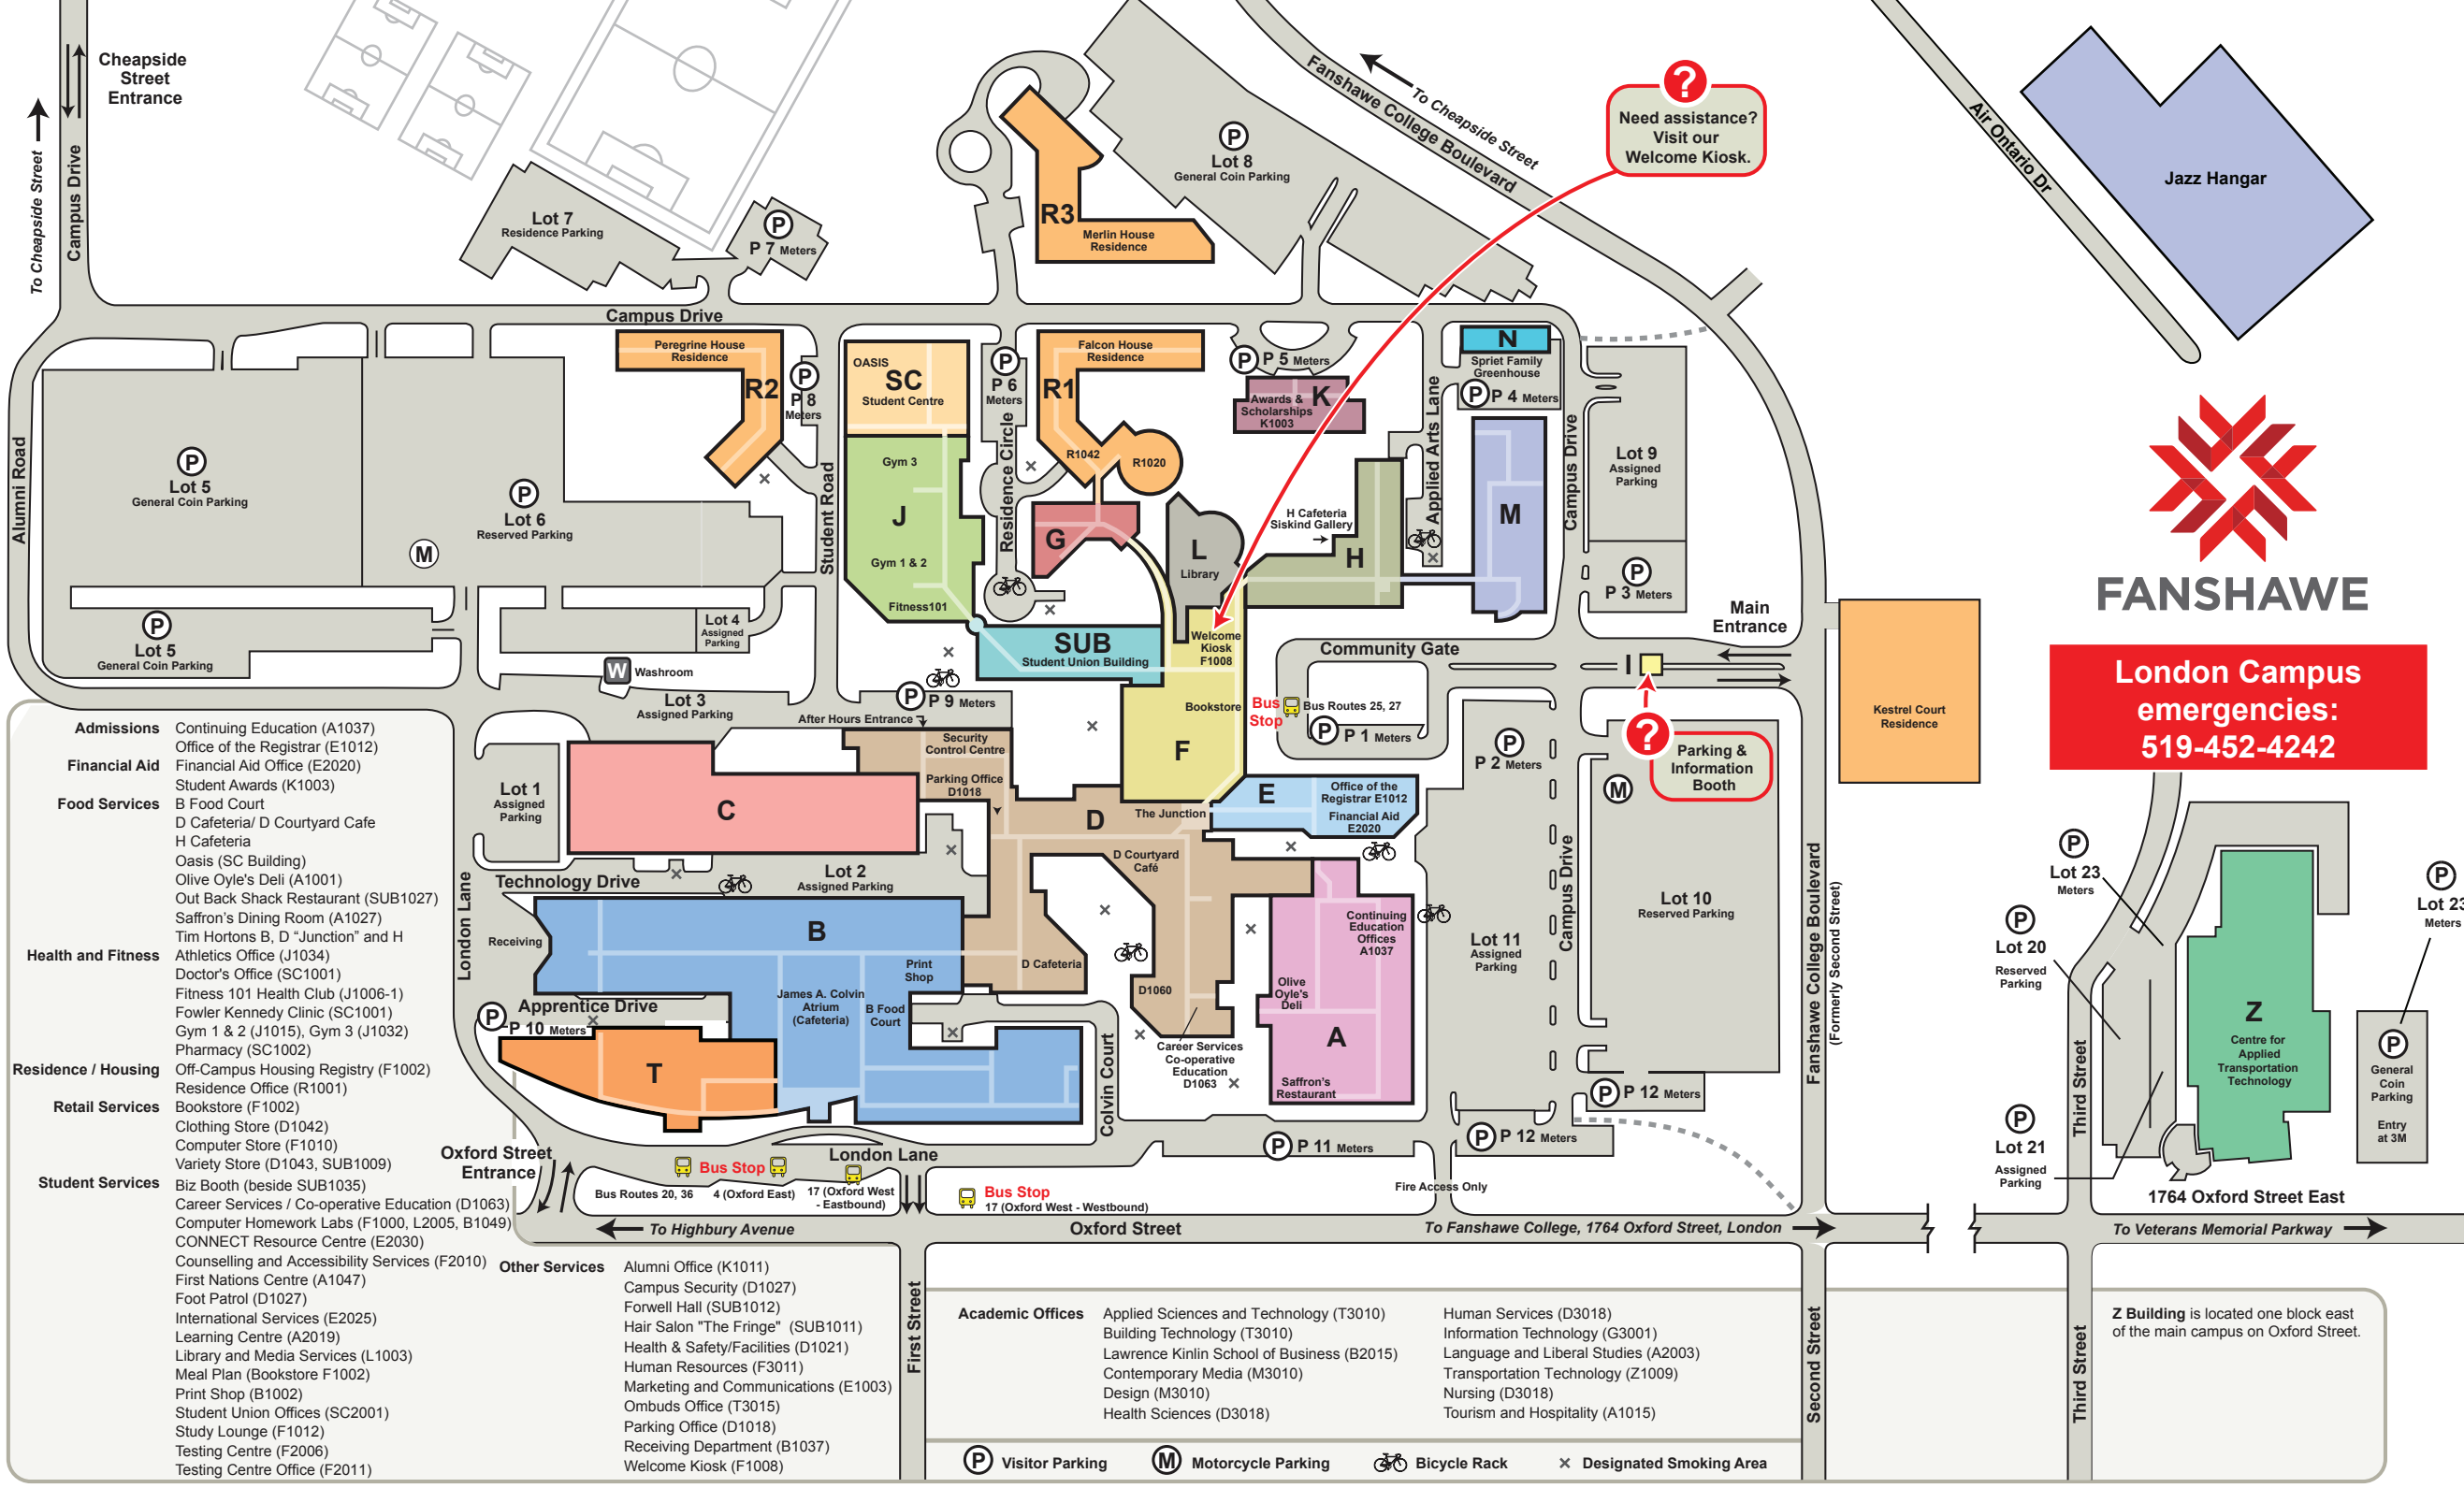 Cheapside
Street
Entrance
To Cheapside Street
Campus Drive
Lot 7
Residence Parking
P
P 7 Meters
R3
Merlin House
Residence
P
Lot 8
General Coin Parking
Fanshawe College Boulevard
To Cheapside Street
?
Need assistance?
Visit our
Welcome Kiosk.
Air Ontario Dr
Jazz Hangar
Campus Drive
Alumni Road
P
Lot 5
General Coin Parking
P
Lot 6
Reserved Parking
M
P
Lot 5
General Coin Parking
Lot 4
Assigned
Parking
W
Washroom
Lot 3
Assigned Parking
Peregrine House
Residence
R2
P
P 8
Meters
Student Road
OASIS
SC
Student Centre
Gym 3
J
Gym 1 & 2
Fitness101
P
P 6
Meters
Residence Circle
Falcon House
Residence
R1
R1042
R1020
G
P
P 5 Meters
Awards &
Scholarships
K1003
K
L
Library
H Cafeteria
Siskind Gallery
H
Applied Arts Lane
N
Spriet Family
Greenhouse
P
P 4 Meters
M
Campus Drive
Lot 9
Assigned
Parking
P
P 3 Meters
Main
Entrance
FANSHAWE
London Campus
emergencies:
519-452-4242
SUB
Student Union Building
Welcome
Kiosk
F1008
Bookstore
F
Community Gate
Bus
Stop
Bus Routes 25, 27
P
P 1 Meters
I
?
Parking &
Information
Booth
M
Kestrel Court
Residence
P
P 9 Meters
After Hours Entrance
Security
Control Centre
Parking Office
D1018
Lot 1
Assigned
Parking
C
D
The Junction
E
Office of the
Registrar E1012
Financial Aid
E2020
P
P 2 Meters
D Courtyard
Café
Lot 2
Assigned Parking
Technology Drive
London Lane
Receiving
B
Print
Shop
James A. Colvin
Atrium
(Cafeteria)
B Food
Court
D Cafeteria
D1060
Career Services
Co-operative
Education
D1063
Continuing
Education
Offices
A1037
Olive
Oyle's
Deli
A
Saffron's
Restaurant
Lot 11
Assigned
Parking
Campus Drive
Lot 10
Reserved Parking
Fanshawe College Boulevard
(Formerly Second Street)
Apprentice Drive
P
P 10 Meters
T
Colvin Court
P
P 11 Meters
P
P 12 Meters
P
P 12 Meters
Fire Access Only
Oxford Street
Entrance
London Lane
Bus Stop
Bus Routes 20, 36
4 (Oxford East)
17 (Oxford West
- Eastbound)
Bus Stop
17 (Oxford West - Westbound)
To Highbury Avenue
Oxford Street
To Fanshawe College, 1764 Oxford Street, London
To Veterans Memorial Parkway
P
Lot 23
Meters
P
Lot 20
Reserved
Parking
P
Lot 21
Assigned
Parking
Third Street
Z
Centre for
Applied
Transportation
Technology
P
Lot 23
Meters
P
General
Coin
Parking
Entry
at 3M
1764 Oxford Street East
First Street
Second Street
Third Street
Admissions
Continuing Education (A1037)
Office of the Registrar (E1012)
Financial Aid
Financial Aid Office (E2020)
Student Awards (K1003)
Food Services
B Food Court
D Cafeteria/ D Courtyard Cafe
H Cafeteria
Oasis (SC Building)
Olive Oyle's Deli (A1001)
Out Back Shack Restaurant (SUB1027)
Saffron's Dining Room (A1027)
Tim Hortons B, D “Junction” and H
Health and Fitness
Athletics Office (J1034)
Doctor's Office (SC1001)
Fitness 101 Health Club (J1006-1)
Fowler Kennedy Clinic (SC1001)
Gym 1 & 2 (J1015), Gym 3 (J1032)
Pharmacy (SC1002)
Residence / Housing
Off-Campus Housing Registry (F1002)
Residence Office (R1001)
Retail Services
Bookstore (F1002)
Clothing Store (D1042)
Computer Store (F1010)
Variety Store (D1043, SUB1009)
Student Services
Biz Booth (beside SUB1035)
Career Services / Co-operative Education (D1063)
Computer Homework Labs (F1000, L2005, B1049)
CONNECT Resource Centre (E2030)
Counselling and Accessibility Services (F2010)
First Nations Centre (A1047)
Foot Patrol (D1027)
International Services (E2025)
Learning Centre (A2019)
Library and Media Services (L1003)
Meal Plan (Bookstore F1002)
Print Shop (B1002)
Student Union Offices (SC2001)
Study Lounge (F1012)
Testing Centre (F2006)
Testing Centre Office (F2011)
Other Services
Alumni Office (K1011)
Campus Security (D1027)
Forwell Hall (SUB1012)
Hair Salon "The Fringe" (SUB1011)
Health & Safety/Facilities (D1021)
Human Resources (F3011)
Marketing and Communications (E1003)
Ombuds Office (T3015)
Parking Office (D1018)
Receiving Department (B1037)
Welcome Kiosk (F1008)
Academic Offices
Applied Sciences and Technology (T3010)
Building Technology (T3010)
Lawrence Kinlin School of Business (B2015)
Contemporary Media (M3010)
Design (M3010)
Health Sciences (D3018)
Human Services (D3018)
Information Technology (G3001)
Language and Liberal Studies (A2003)
Transportation Technology (Z1009)
Nursing (D3018)
Tourism and Hospitality (A1015)
P Visitor Parking
M Motorcycle Parking
Bicycle Rack
Designated Smoking Area
Z Building is located one block east
of the main campus on Oxford Street.